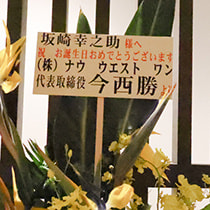 坂崎幸之助様へ
祝 お誕生日おめでとうございます
(株)ナウ ウエスト ワン
代表取締役 今西勝より